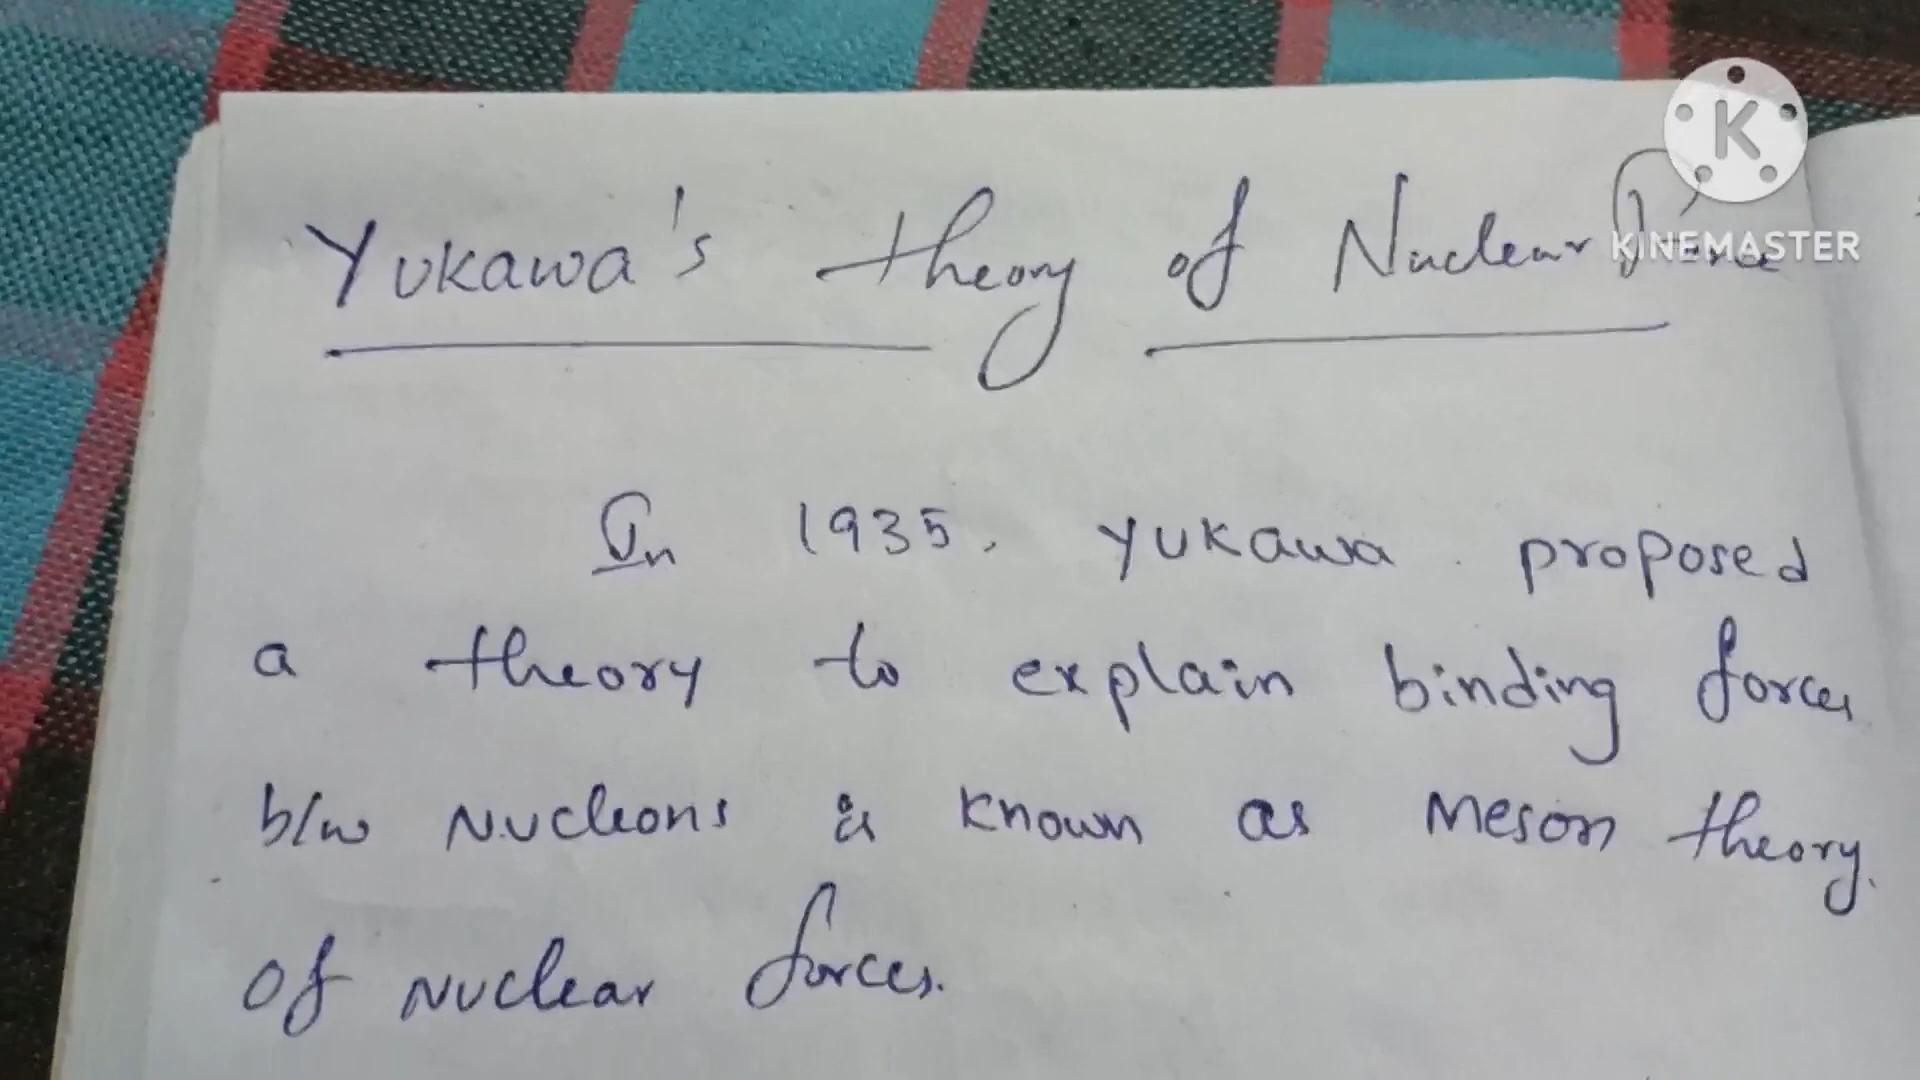 K
KINEMASTER
Yukawa's theory of Nuclear Force
In 1935, Yukawa proposed
a theory to explain binding forces
b/w Nucleons is known as Meson theory.
of nuclear forces.